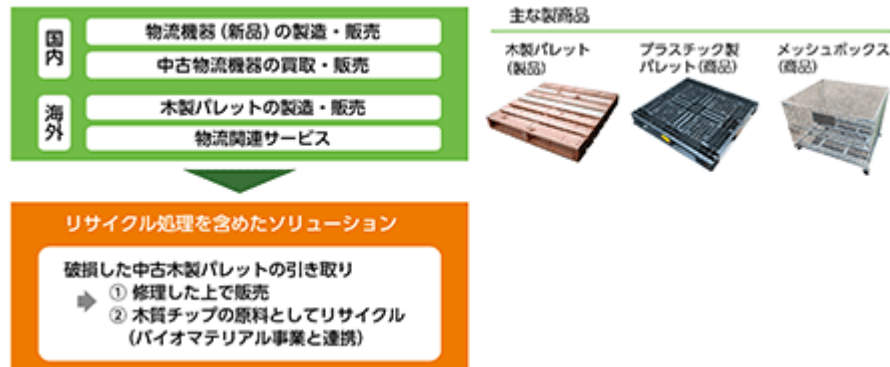 国内
物流機器(新品)の製造・販売
中古物流機器の買取・販売
海外
木製パレットの製造・販売
物流関連サービス
リサイクル処理を含めたソリューション
破損した中古木製パレットの引き取り
① 修理した上で販売
② 木質チップの原料としてリサイクル
(バイオマテリアル事業と連携)
主な製商品
木製パレット
(製品)
プラスチック製
パレット(商品)
メッシュボックス
(商品)